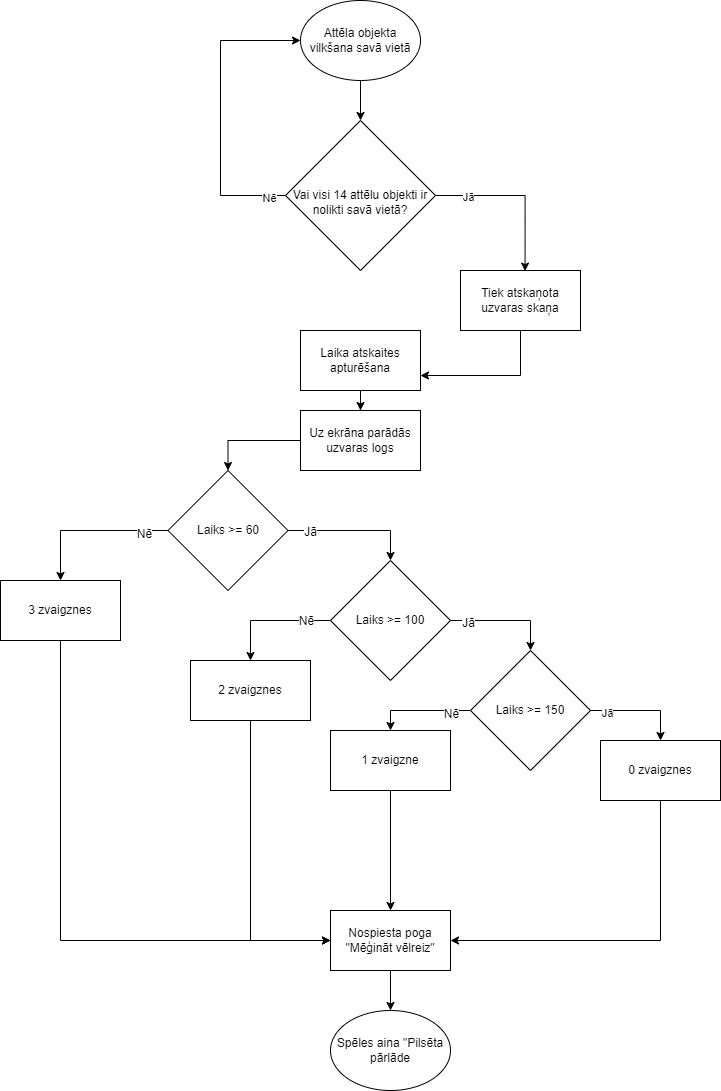 Attēla objekta
vilkšana savā vietā
Vai visi 14 attēlu objekti ir
nolikti savā vietā?
Nē
Jā
Tiek atskaņota
uzvaras skaņa
Laika atskaites
apturēšana
Uz ekrāna parādās
uzvaras logs
Laiks >= 60
Nē
Jā
3 zvaigznes
Laiks >= 100
Nē
Jā
2 zvaigznes
Laiks >= 150
Nē
Jā
1 zvaigzne
0 zvaigznes
Nospiesta poga
"Mēģināt vēlreiz"
Spēles aina "Pilsēta
pārlāde